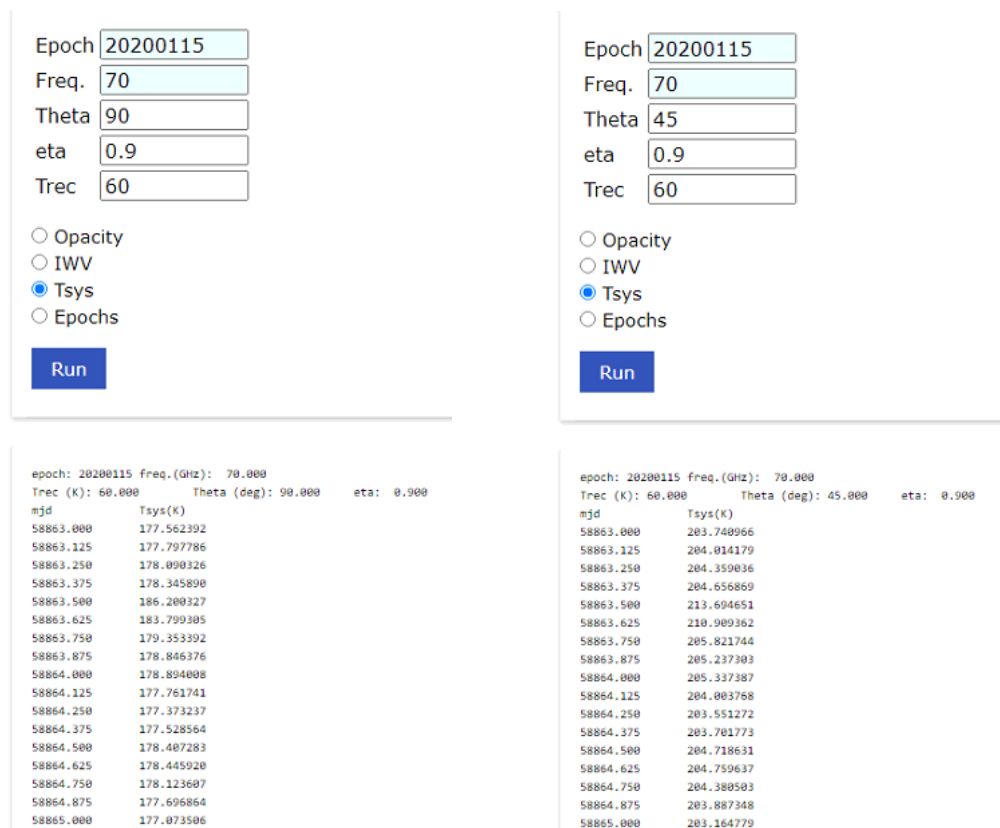 Epoch 20200115
Freq. 70
Theta 90
eta 0.9
Trec 60
Opacity
IWV
Tsys
Epochs
Run
epoch: 20200115 freq.(GHz): 70.000
Trec (K): 60.000 Theta (deg): 90.000 eta: 0.900
mjd Tsys(K)
58863.000 177.562392
58863.125 177.797786
58863.250 178.090326
58863.375 178.345890
58863.500 186.200327
58863.625 183.799305
58863.750 179.353392
58863.875 178.846376
58864.000 178.894008
58864.125 177.761741
58864.250 177.373237
58864.375 177.528564
58864.500 178.407283
58864.625 178.445920
58864.750 178.123607
58864.875 177.696864
58865.000 177.073506
Epoch 20200115
Freq. 70
Theta 45
eta 0.9
Trec 60
Opacity
IWV
Tsys
Epochs
Run
epoch: 20200115 freq.(GHz): 70.000
Trec (K): 60.000 Theta (deg): 45.000 eta: 0.900
mjd Tsys(K)
58863.000 203.740966
58863.125 204.014179
58863.250 204.359036
58863.375 204.656869
58863.500 213.694651
58863.625 210.909362
58863.750 205.821744
58863.875 205.237303
58864.000 205.337387
58864.125 204.003768
58864.250 203.551272
58864.375 203.701773
58864.500 204.718631
58864.625 204.759637
58864.750 204.380503
58864.875 203.887348
58865.000 203.164779